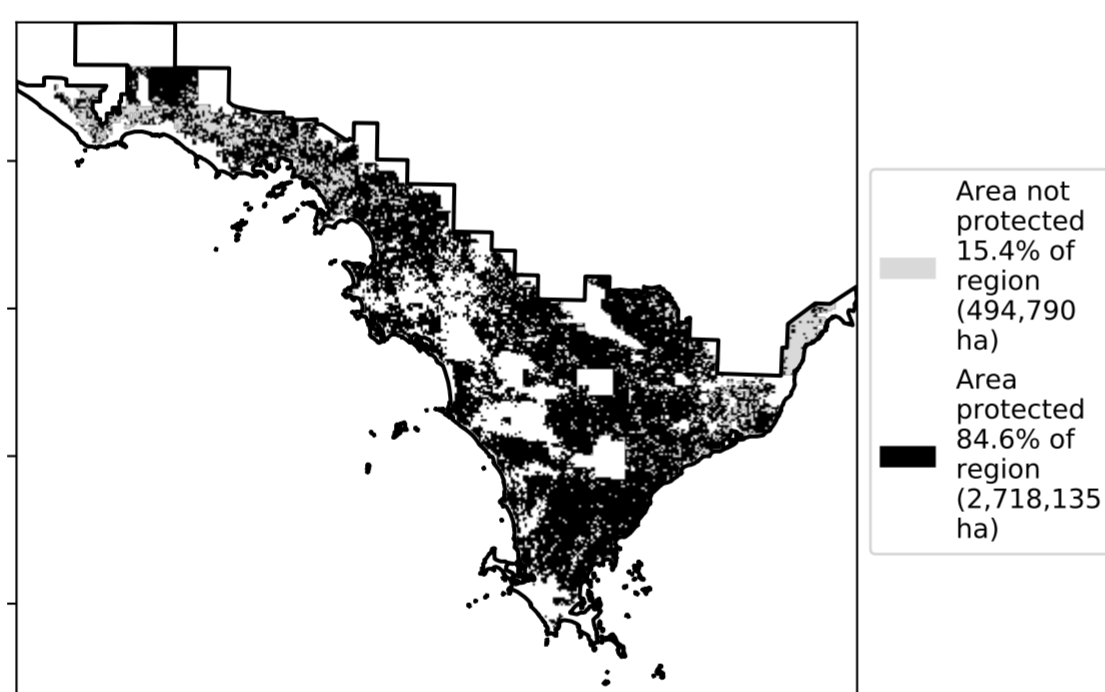 Area not
protected
15.4% of
region
(494,790
ha)
Area
protected
84.6% of
region
(2,718,135
ha)